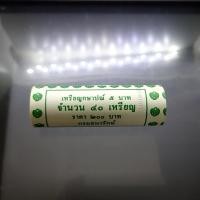 เหรียญกษาปณ์ ๕ บาท
จำนวน ๔๐ เหรียญ
ราคา ๒๐๐ บาท
กรมธนารักษ์